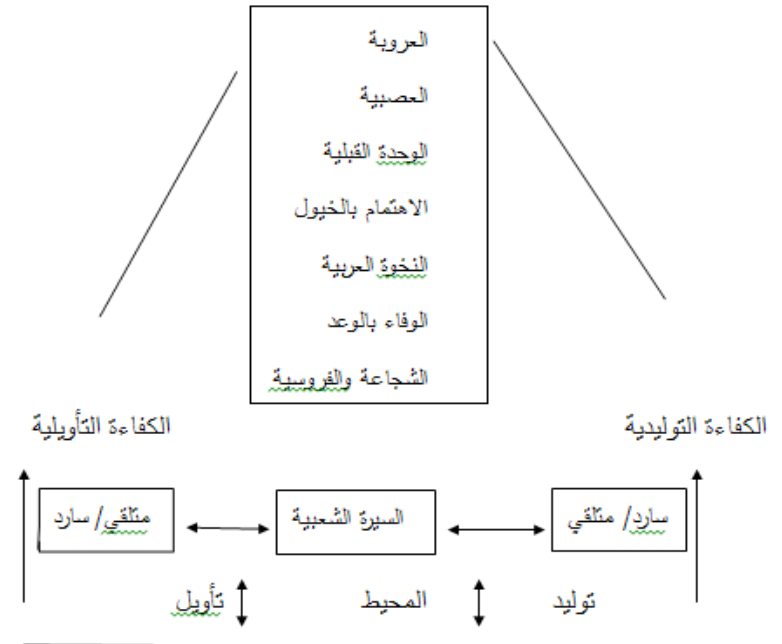 العروبة
العصبية
الوحدة القبلية
الاهتمام بالخيول
النخوة العربية
الوفاء بالوعد
الشجاعة والفروسية
الكفاءة التوليدية
الكفاءة التأويلية
سارد/ متلقي
السيرة الشعبية
متلقي/ سارد
توليد
المحيط
تأويل